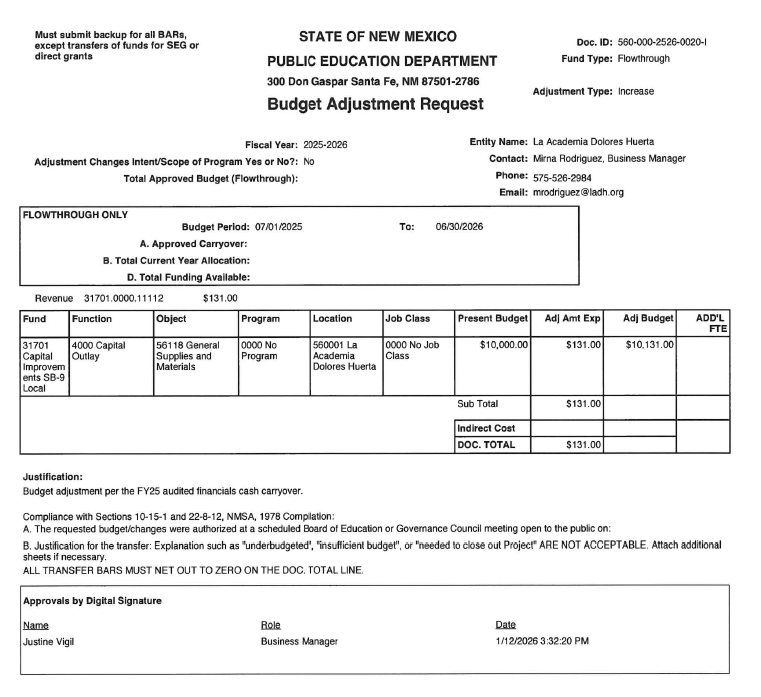 Must submit backup for all BARs,
except transfers of funds for SEG or
direct grants
STATE OF NEW MEXICO
PUBLIC EDUCATION DEPARTMENT
300 Don Gaspar Santa Fe, NM 87501-2786
Budget Adjustment Request
Doc. ID: 560-000-2526-0020-I
Fund Type: Flowthrough
Adjustment Type: Increase
Fiscal Year: 2025-2026
Adjustment Changes Intent/Scope of Program Yes or No?: No
Total Approved Budget (Flowthrough):
Entity Name: La Academia Dolores Huerta
Contact: Mirna Rodriguez, Business Manager
Phone: 575-526-2984
Email: mrodriguez@ladh.org
FLOWTHROUGH ONLY
Budget Period: 07/01/2025 To: 06/30/2026
A. Approved Carryover:
B. Total Current Year Allocation:
D. Total Funding Available:
Revenue 31701.0000.11112 $131.00
Fund Function Object Program Location Job Class Present Budget Adj Amt Exp Adj Budget ADD'L
FTE
31701 4000 Capital 56118 General 0000 No 560001 La 0000 No Job $10,000.00 $131.00 $10,131.00
Capital Outlay Supplies and Program Academia Class
Improvem Materials Dolores Huerta
ents SB-9
Local
Sub Total $131.00
Indirect Cost
DOC. TOTAL $131.00
Justification:
Budget adjustment per the FY25 audited financials cash carryover.
Compliance with Sections 10-15-1 and 22-8-12, NMSA, 1978 Compilation:
A. The requested budget/changes were authorized at a scheduled Board of Education or Governance Council meeting open to the public on:
B. Justification for the transfer: Explanation such as "underbudgeted", "insufficient budget", or "needed to close out Project" ARE NOT ACCEPTABLE. Attach additional
sheets if necessary.
ALL TRANSFER BARS MUST NET OUT TO ZERO ON THE DOC. TOTAL LINE.
Approvals by Digital Signature
Name Role Date
Justine Vigil Business Manager 1/12/2026 3:32:20 PM